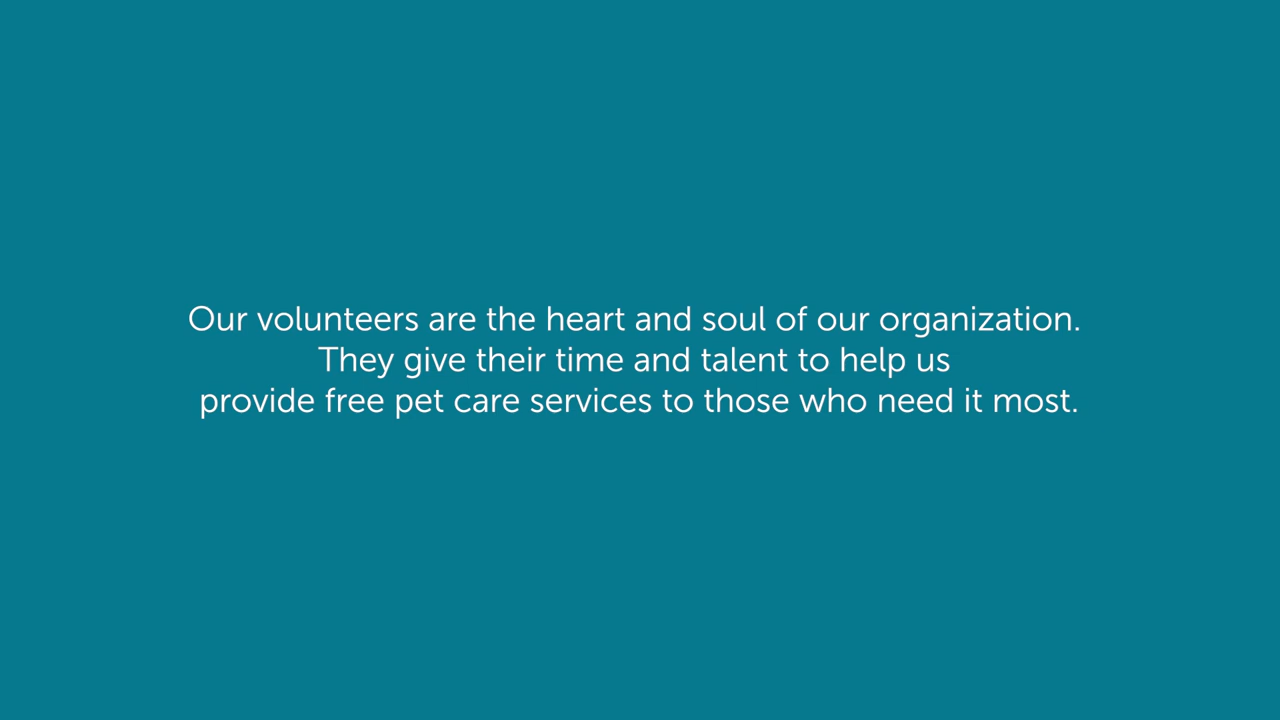 Our volunteers are the heart and soul of our organization.
They give their time and talent to help us
provide free pet care services to those who need it most.